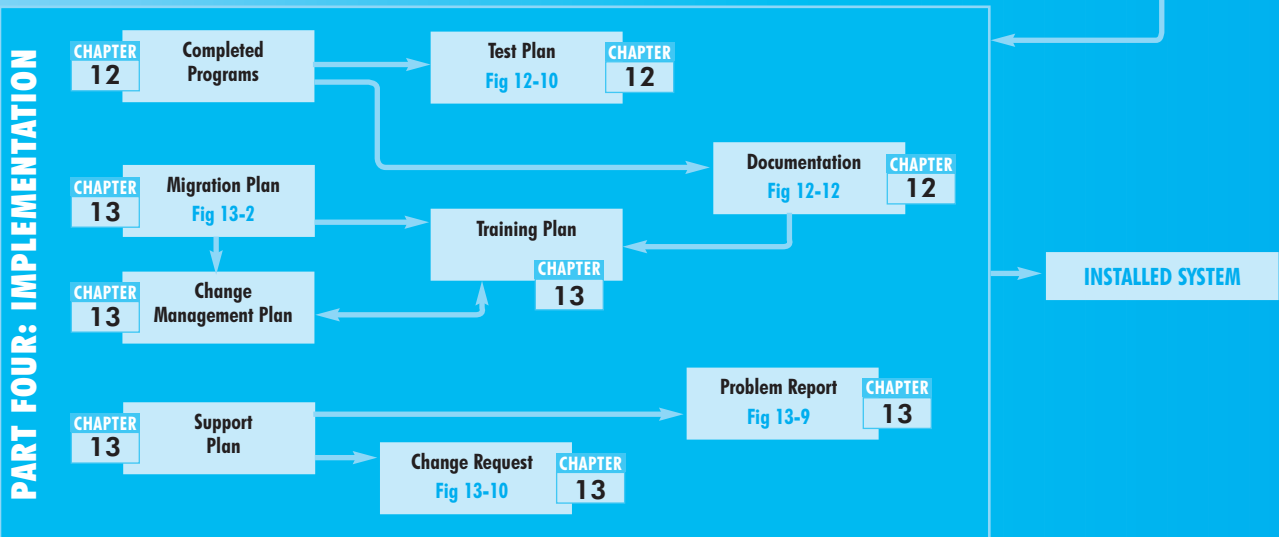 PART FOUR: IMPLEMENTATION
CHAPTER
12
Completed
Programs
Test Plan
Fig 12-10
CHAPTER
12
Documentation
Fig 12-12
CHAPTER
12
CHAPTER
13
Migration Plan
Fig 13-2
Training Plan
CHAPTER
13
CHAPTER
13
Change
Management Plan
INSTALLED SYSTEM
CHAPTER
13
Support
Plan
Problem Report
Fig 13-9
CHAPTER
13
Change Request
Fig 13-10
CHAPTER
13